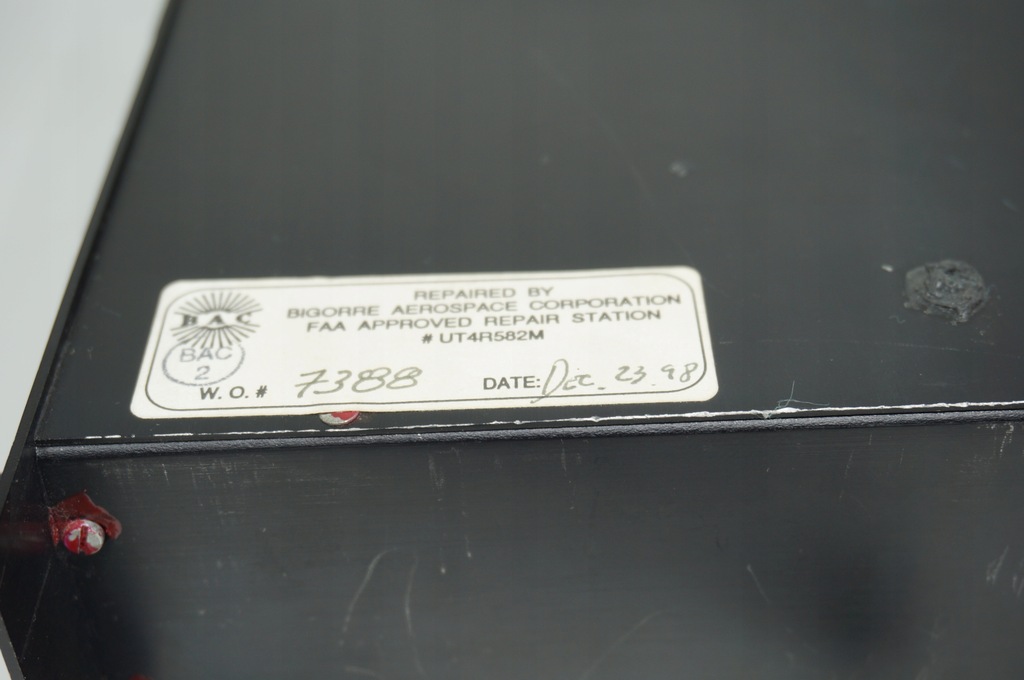 REPAIRED BY
BAC BIGORRE AEROSPACE CORPORATION
FAA APPROVED REPAIR STATION
# UT4R582M
BAC
2
W.O.# 7388 DATE: Dec. 23 98